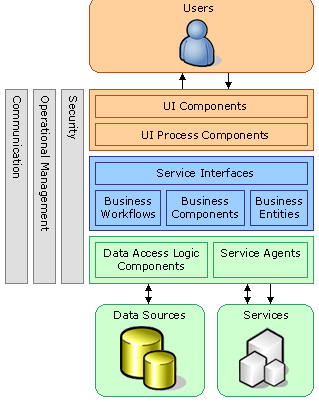 Users
Communication
Operational Management
Security
UI Components
UI Process Components
Service Interfaces
Business
Workflows
Business
Components
Business
Entities
Data Access Logic
Components
Service Agents
Data Sources
Services